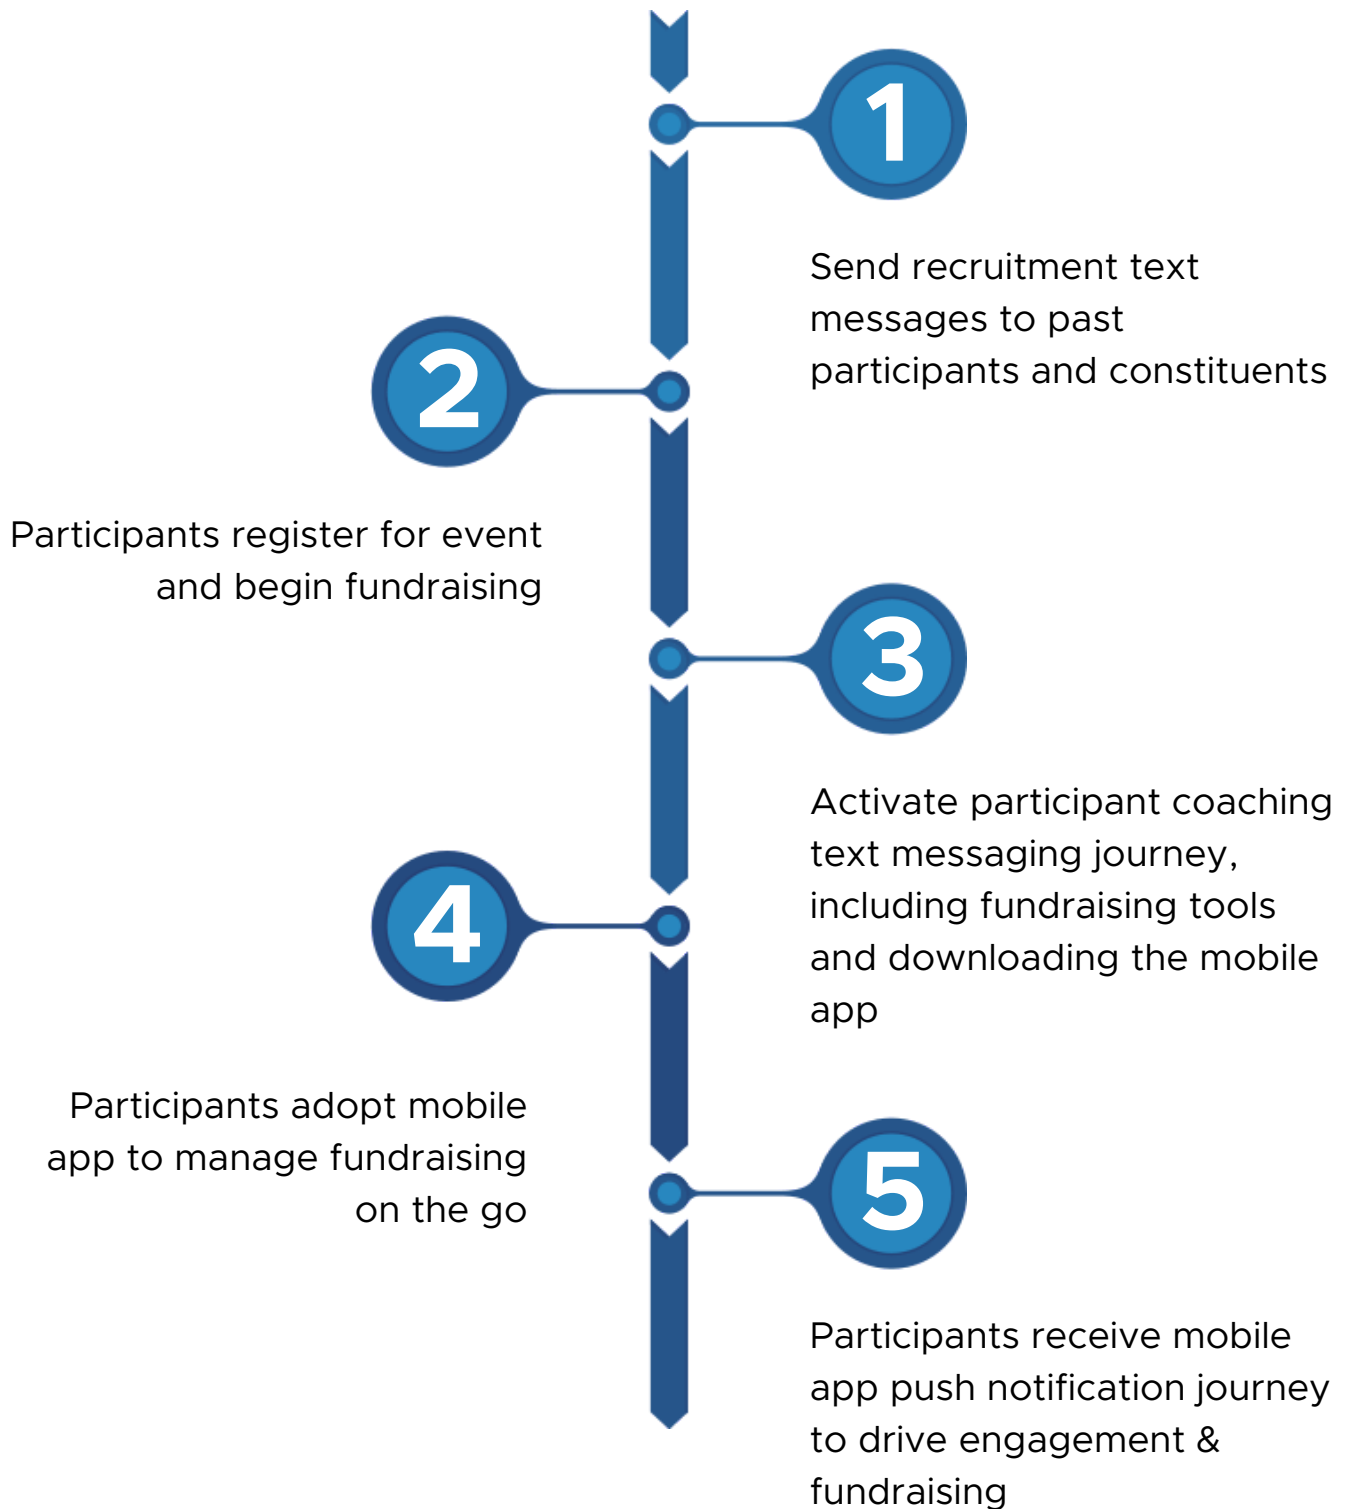 1
Send recruitment text
messages to past
participants and constituents
2
Participants register for event
and begin fundraising
3
Activate participant coaching
text messaging journey,
including fundraising tools
and downloading the mobile
app
4
Participants adopt mobile
app to manage fundraising
on the go
5
Participants receive mobile
app push notification journey
to drive engagement &
fundraising